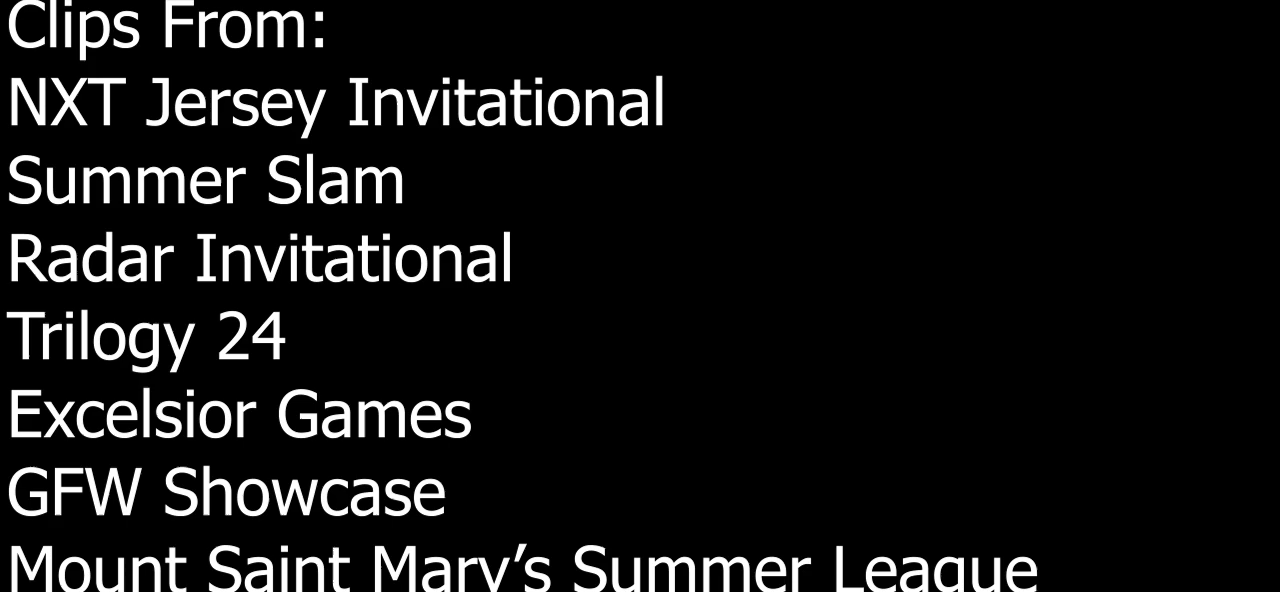 Clips From:
NXT Jersey Invitational
Summer Slam
Radar Invitational
Trilogy 24
Excelsior Games
GFW Showcase
Mount Saint Mary’s Summer League